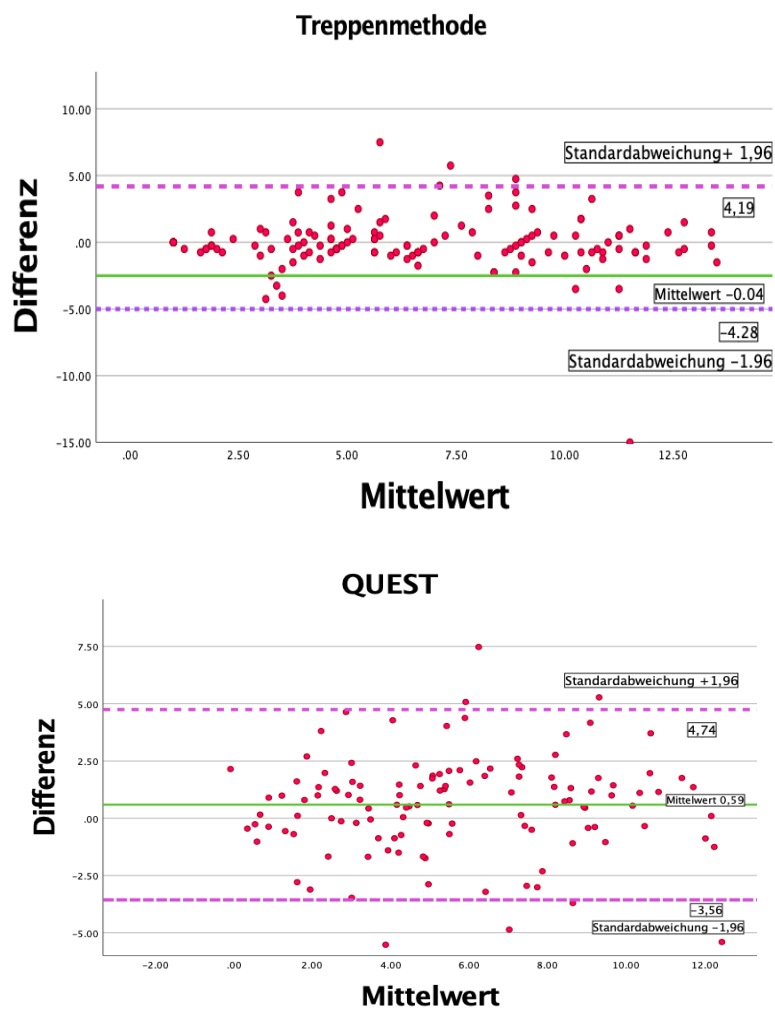 Treppenmethode
10.00
5.00
.00
−5.00
−10.00
−15.00
Differenz
Standardabweichung+ 1,96
4,19
Mittelwert −0.04
−4.28
Standardabweichung −1.96
.00 2.50 5.00 7.50 10.00 12.50
Mittelwert
QUEST
7.50
5.00
2.50
.00
−2.50
−5.00
Differenz
Standardabweichung +1,96
4,74
Mittelwert 0,59
−3,56
Standardabweichung −1,96
−2.00 .00 2.00 4.00 6.00 8.00 10.00 12.00
Mittelwert